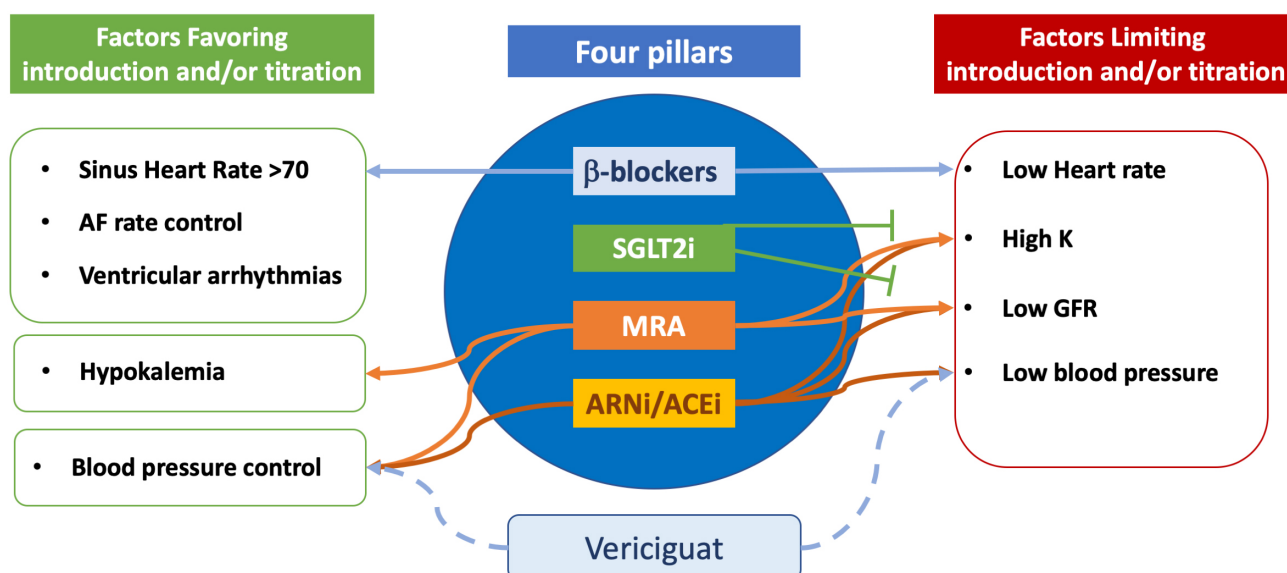 Factors Favoring
introduction and/or titration
Four pillars
Factors Limiting
introduction and/or titration
• Sinus Heart Rate >70
• AF rate control
• Ventricular arrhythmias
• Hypokalemia
• Blood pressure control
β-blockers
SGLT2i
MRA
ARNi/ACEi
Vericiguat
• Low Heart rate
• High K
• Low GFR
• Low blood pressure